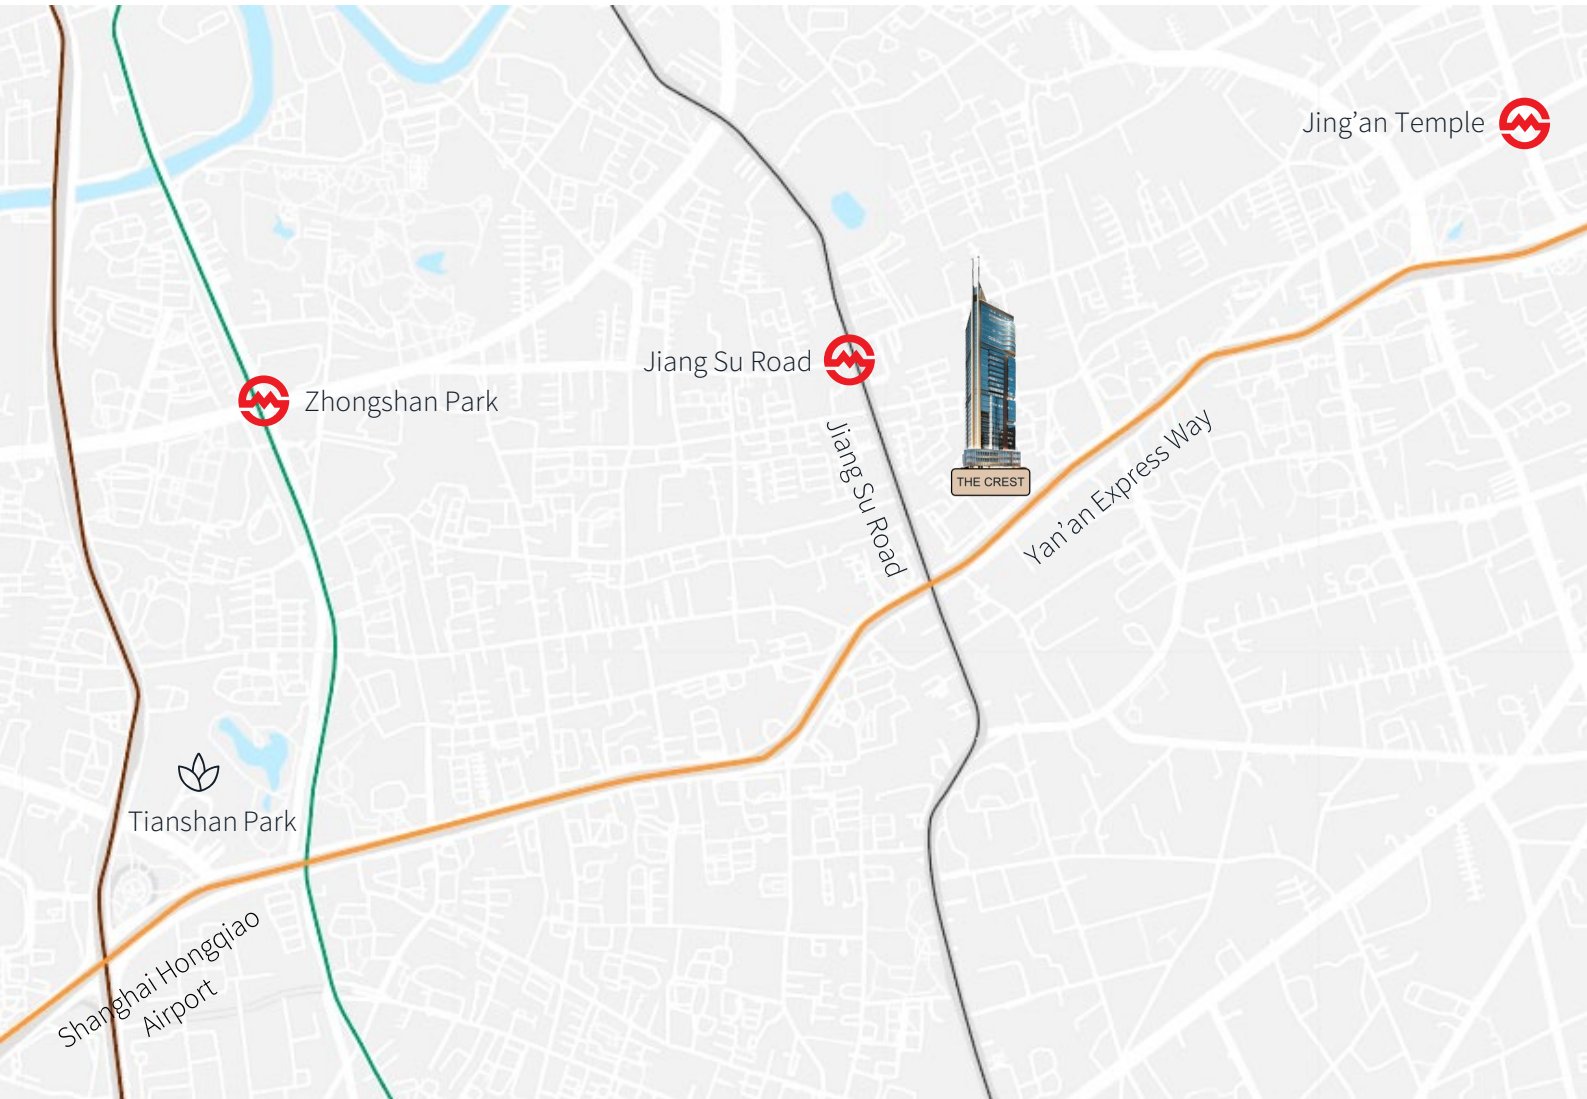 Jing’an Temple
Jiang Su Road
Zhongshan Park
THE CREST
Jiang Su Road
Yan’an Express Way
Tianshan Park
Shanghai Hongqiao
Airport